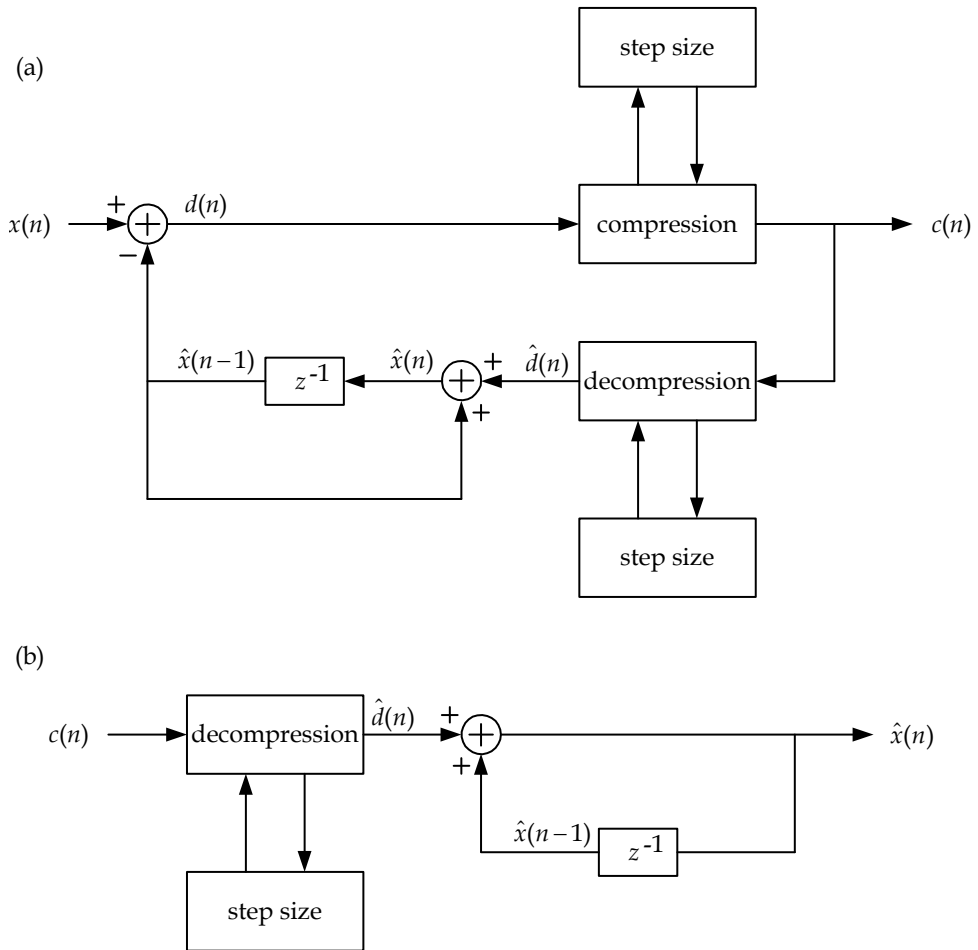 (a)
step size
x(n)
+
+
−
d(n)
compression
c(n)
x̂(n−1)
z⁻¹
x̂(n)
+
+
+
d̂(n)
decompression
step size
(b)
c(n)
decompression
d̂(n)
+
+
+
x̂(n)
x̂(n−1)
z⁻¹
step size